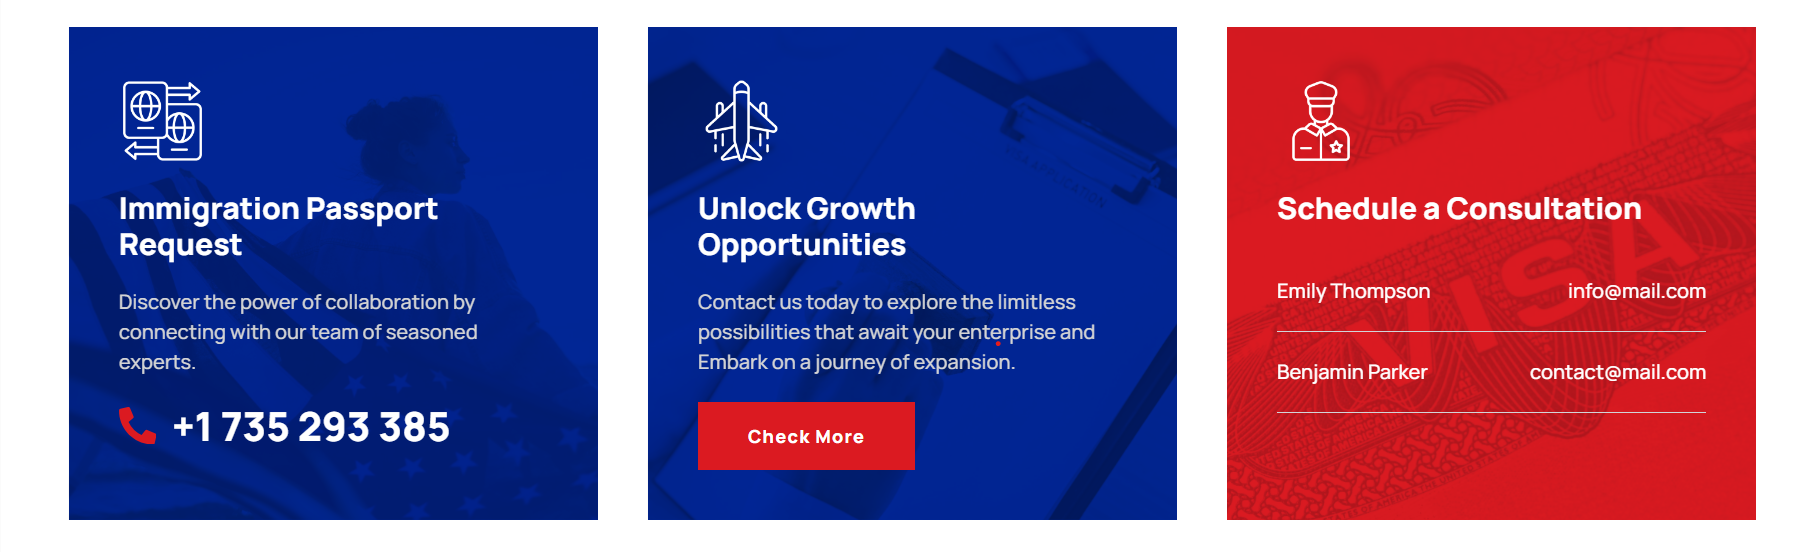 Immigration Passport
Request
Discover the power of collaboration by
connecting with our team of seasoned
experts.
+1 735 293 385
Unlock Growth
Opportunities
Contact us today to explore the limitless
possibilities that await your enterprise and
Embark on a journey of expansion.
Check More
Schedule a Consultation
Emily Thompson info@mail.com
Benjamin Parker contact@mail.com
VISA